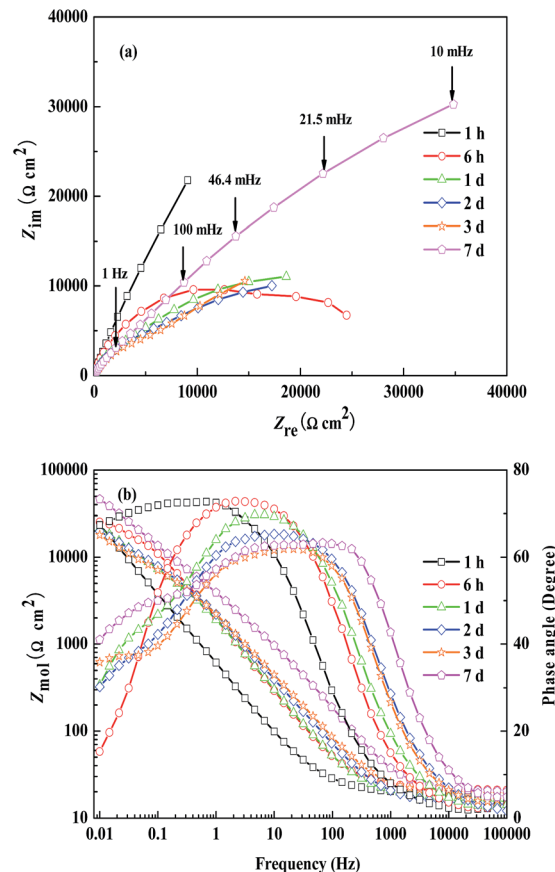 (a)
40000
30000
20000
10000
0
Z_im (Ω cm²)
10 mHz
21.5 mHz
46.4 mHz
100 mHz
1 Hz
1 h
6 h
1 d
2 d
3 d
7 d
0 10000 20000 30000 40000
Z_re (Ω cm²)
(b)
100000
10000
1000
100
10
Z_mol (Ω cm²)
80
60
40
20
0
Phase angle (Degree)
1 h
6 h
1 d
2 d
3 d
7 d
0.01 0.1 1 10 100 1000 10000 100000
Frequency (Hz)